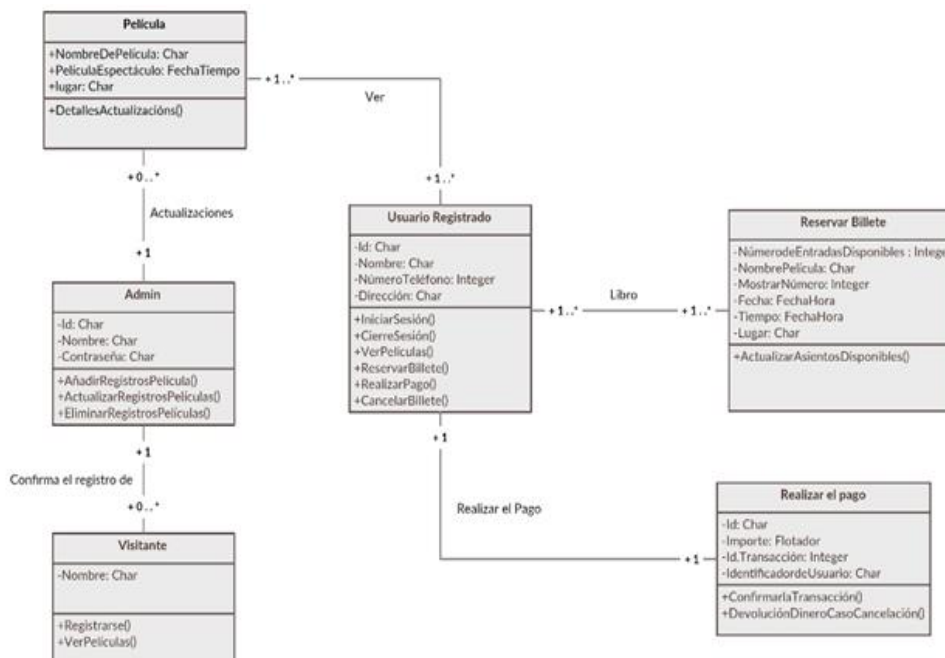 Película
+NombreDePelícula: Char
+PelículaEspectáculo: FechaTiempo
+lugar: Char
+DetallesActualizacións()
+1..*
Ver
+0..*
Actualizaciones
+1
+1..*
Usuario Registrado
-Id: Char
-Nombre: Char
-NúmeroTeléfono: Integer
-Dirección: Char
+IniciarSesión()
+CierreSesión()
+VerPelículas()
+ReservarBillete()
+RealizarPago()
+CancelarBillete()
+1..*
Libro
+1..*
Reservar Billete
-NúmerodeEntradasDisponibles : Intege
-NombrePelícula: Char
-MostrarNúmero: Integer
-Fecha: FechaHora
-Tiempo: FechaHora
-Lugar: Char
+ActualizarAsientosDisponibles()
Admin
-Id: Char
-Nombre: Char
-Contraseña: Char
+AñadirRegistrosPelícula()
+ActualizarRegistrosPelículas()
+EliminarRegistrosPelículas()
+1
Confirma el registro de
+0..*
Visitante
-Nombre: Char
+Registrarse()
+VerPelículas()
+1
Realizar el Pago
+1
Realizar el pago
-Id: Char
-Importe: Flotador
-Id.Transacción: Integer
-IdentificadordeUsuario: Char
+ConfirmarlaTransacción()
+DevoluciónDineroCasoCancelación()